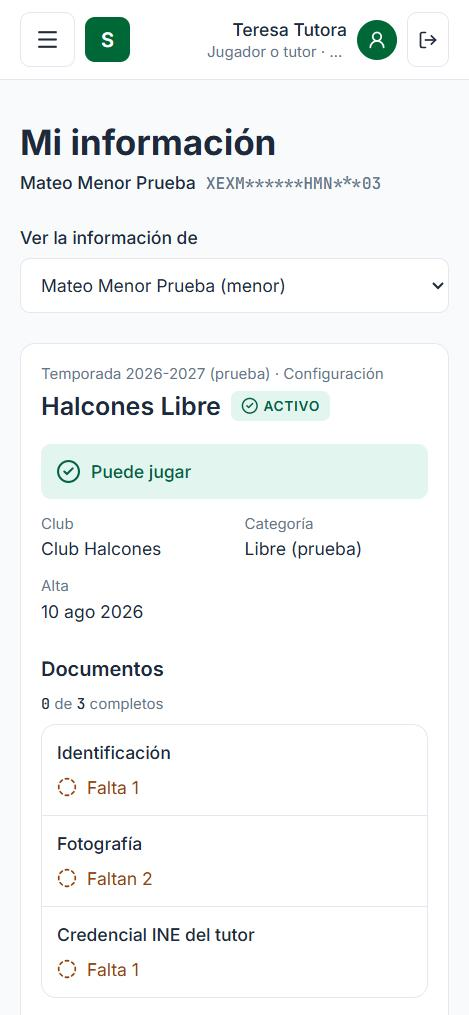 S
Teresa Tutora
Jugador o tutor · ...
Mi información
Mateo Menor Prueba XEXM******HMN***03
Ver la información de
Mateo Menor Prueba (menor)
Temporada 2026-2027 (prueba) · Configuración
Halcones Libre ACTIVO
Puede jugar
Club Categoría
Club Halcones Libre (prueba)
Alta
10 ago 2026
Documentos
0 de 3 completos
Identificación
Falta 1
Fotografía
Faltan 2
Credencial INE del tutor
Falta 1